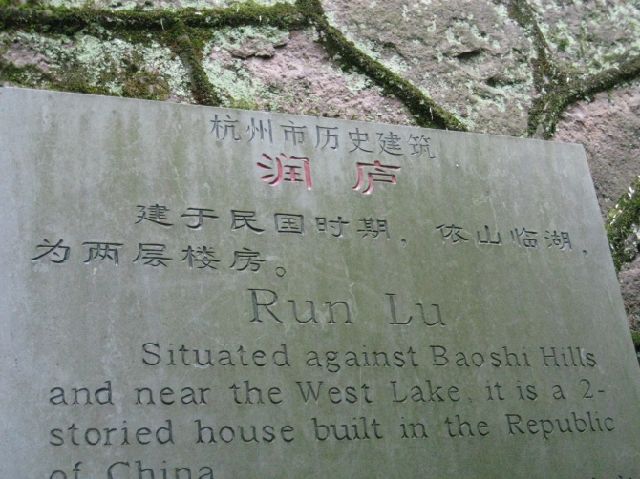 杭州市历史建筑
润庐
建于民国时期，依山临湖，
为两层楼房。
Run Lu
Situated against Baoshi Hills
and near the West Lake, it is a 2-
storied house built in the Republic
of China